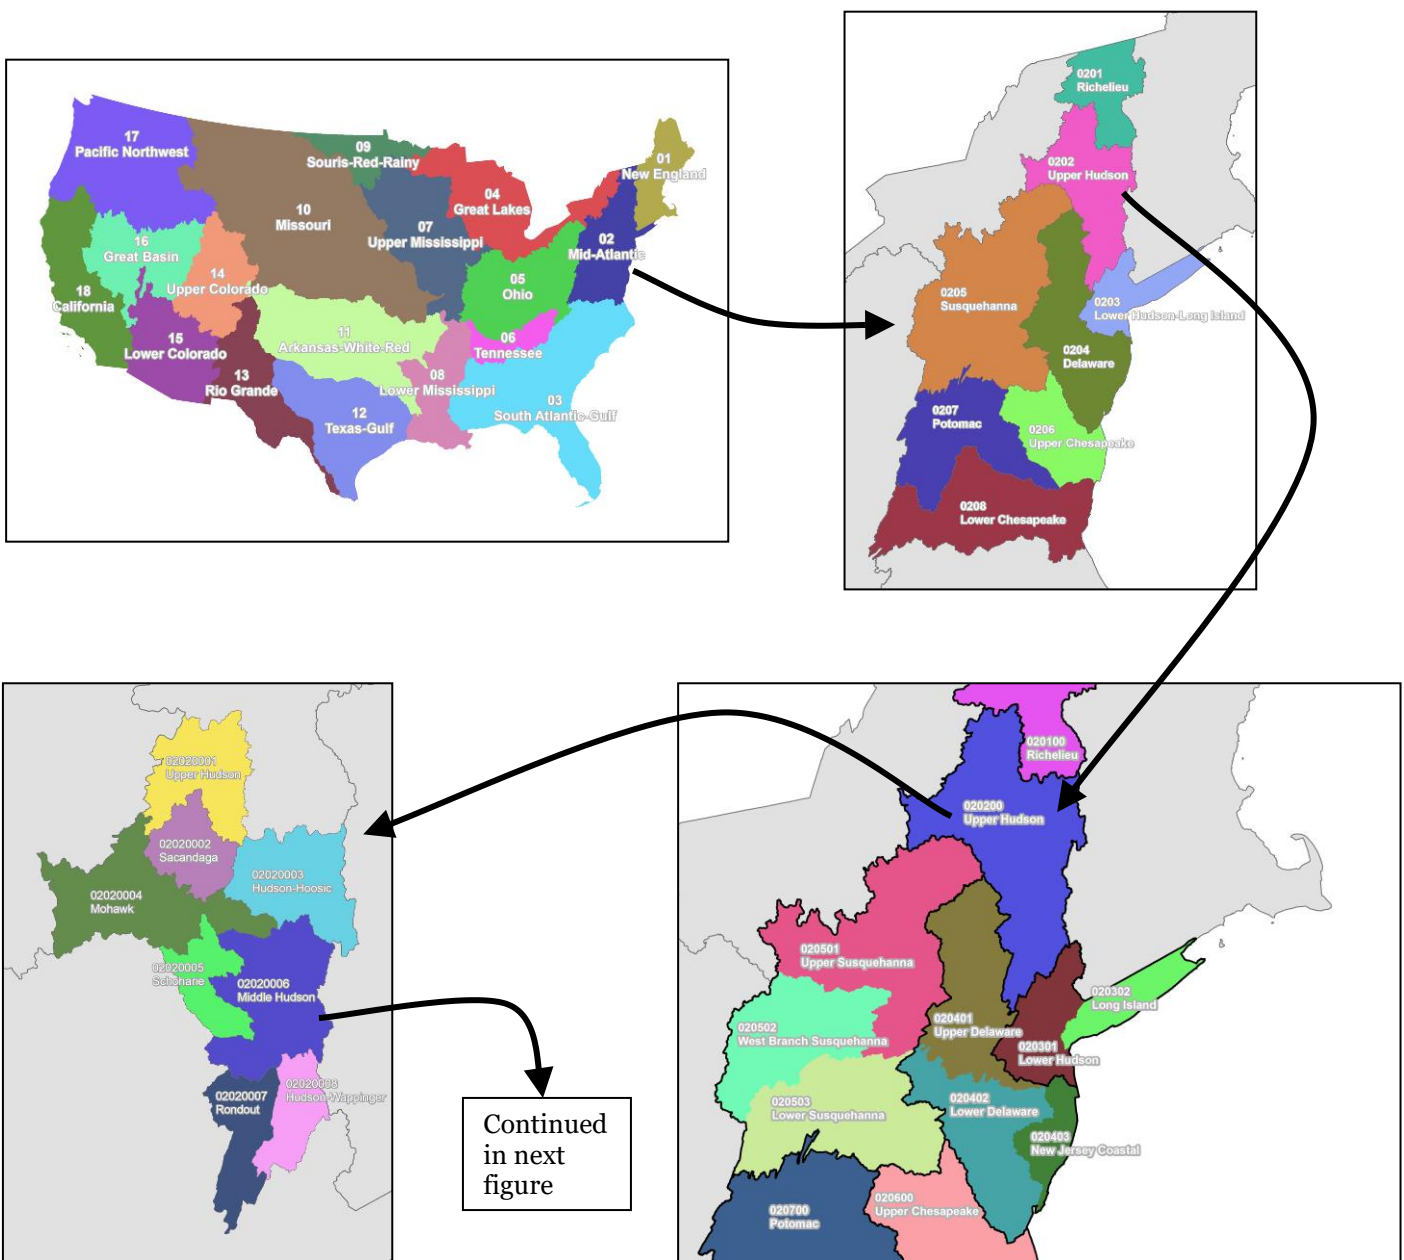 17
Pacific Northwest
09
Souris-Red-Rainy
01
New England
04
Great Lakes
10
Missouri
07
Upper Mississippi
02
Mid-Atlantic
16
Great Basin
14
Upper Colorado
05
Ohio
18
California
15
Lower Colorado
11
Arkansas-White-Red
06
Tennessee
13
Rio Grande
08
Lower Mississippi
12
Texas-Gulf
03
South Atlantic-Gulf
0201
Richelieu
0202
Upper Hudson
0205
Susquehanna
0203
Lower Hudson-Long Island
0204
Delaware
0207
Potomac
0206
Upper Chesapeake
0208
Lower Chesapeake
02020001
Upper Hudson
02020002
Sacandaga
02020003
Hudson-Hoosic
02020004
Mohawk
02020005
Schoharie
02020006
Middle Hudson
02020007
Rondout
02020008
Hudson-Wappinger
Continued
in next
figure
020100
Richelieu
020200
Upper Hudson
020501
Upper Susquehanna
020302
Long Island
020502
West Branch Susquehanna
020401
Upper Delaware
020301
Lower Hudson
020503
Lower Susquehanna
020402
Lower Delaware
020403
New Jersey Coastal
020700
Potomac
020600
Upper Chesapeake